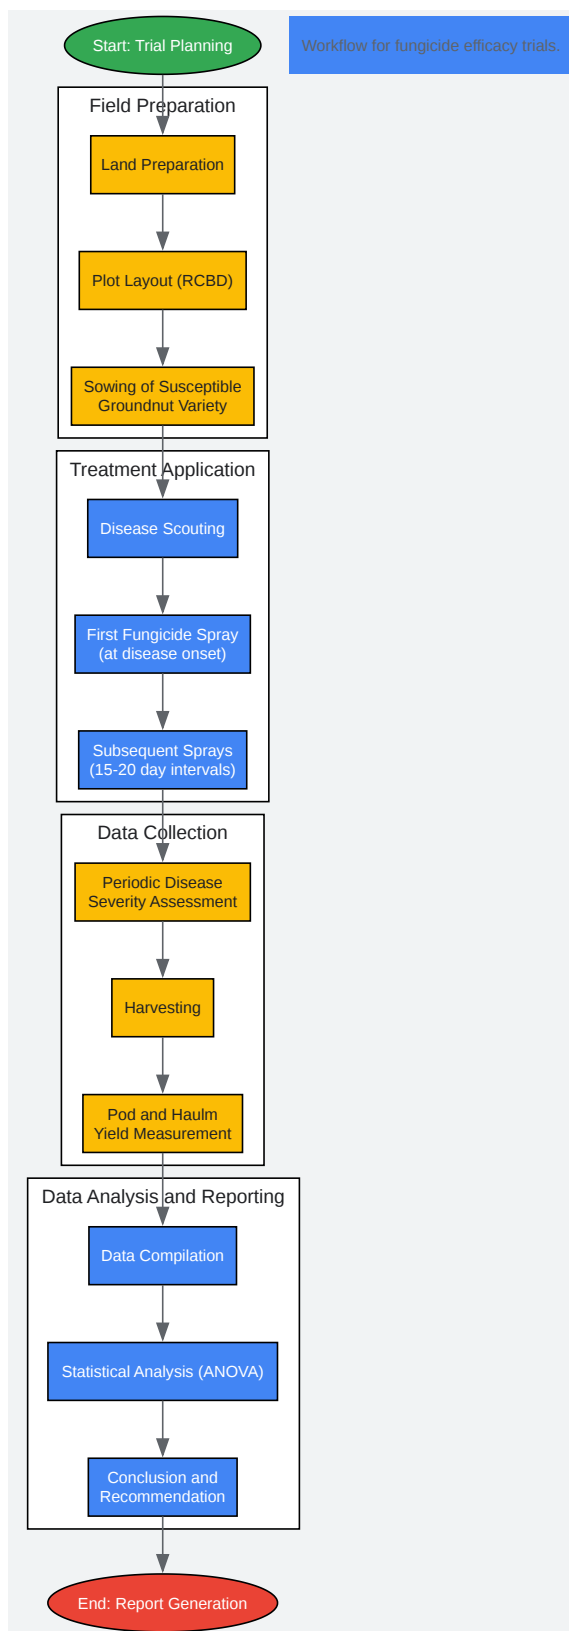 Start: Trial Planning
Workflow for fungicide efficacy trials.
Field Preparation
Land Preparation
Plot Layout (RCBD)
Sowing of Susceptible
Groundnut Variety
Treatment Application
Disease Scouting
First Fungicide Spray
(at disease onset)
Subsequent Sprays
(15-20 day intervals)
Data Collection
Periodic Disease
Severity Assessment
Harvesting
Pod and Haulm
Yield Measurement
Data Analysis and Reporting
Data Compilation
Statistical Analysis (ANOVA)
Conclusion and
Recommendation
End: Report Generation